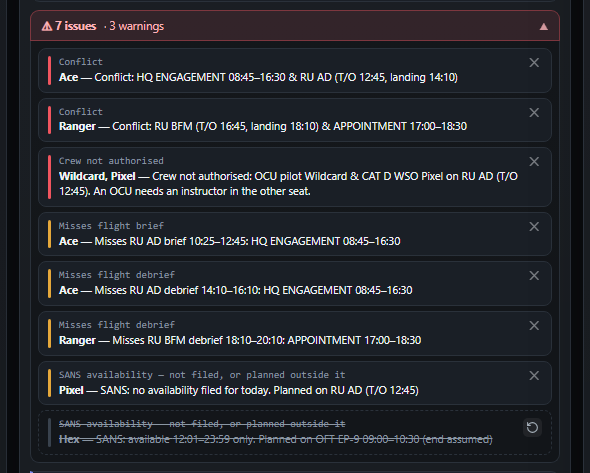 ⚠ 7 issues · 3 warnings ▲
Conflict
Ace — Conflict: HQ ENGAGEMENT 08:45–16:30 & RU AD (T/O 12:45, landing 14:10)
Conflict
Ranger — Conflict: RU BFM (T/O 16:45, landing 18:10) & APPOINTMENT 17:00–18:30
Crew not authorised
Wildcard, Pixel — Crew not authorised: OCU pilot Wildcard & CAT D WSO Pixel on RU AD (T/O
12:45). An OCU needs an instructor in the other seat.
Misses flight brief
Ace — Misses RU AD brief 10:25–12:45: HQ ENGAGEMENT 08:45–16:30
Misses flight debrief
Ace — Misses RU AD debrief 14:10–16:10: HQ ENGAGEMENT 08:45–16:30
Misses flight debrief
Ranger — Misses RU BFM debrief 18:10–20:10: APPOINTMENT 17:00–18:30
SANS availability — not filed, or planned outside it
Pixel — SANS: no availability filed for today. Planned on RU AD (T/O 12:45)
SANS availability — not filed, or planned outside it
Hex — SANS: available 12:01–23:59 only. Planned on OFT EP-9 09:00–10:30 (end assumed)